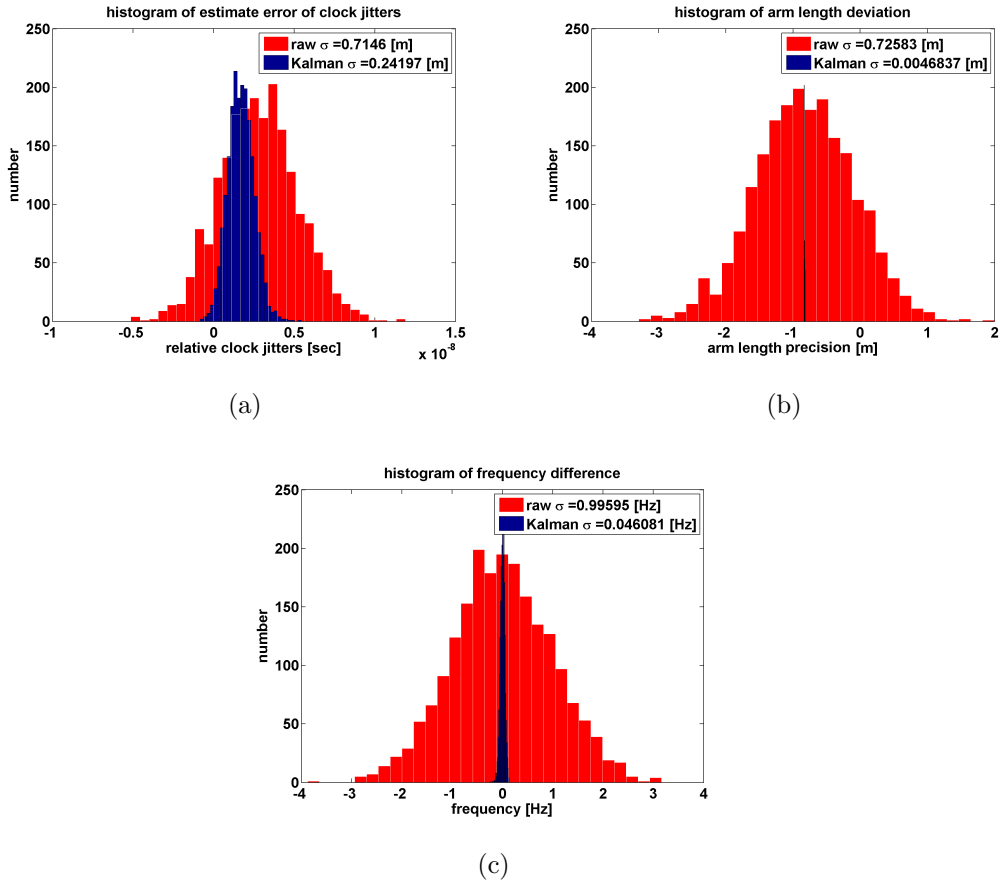 histogram of estimate error of clock jitters
250
200
150
100
50
0
number
raw σ =0.7146 [m]
Kalman σ =0.24197 [m]
-1 -0.5 0 0.5 1 1.5
relative clock jitters [sec]
x 10⁻⁸
(a)
histogram of arm length deviation
250
200
150
100
50
0
number
raw σ =0.72583 [m]
Kalman σ =0.0046837 [m]
-4 -3 -2 -1 0 1 2
arm length precision [m]
(b)
histogram of frequency difference
250
200
150
100
50
0
number
raw σ =0.99595 [Hz]
Kalman σ =0.046081 [Hz]
-4 -3 -2 -1 0 1 2 3 4
frequency [Hz]
(c)